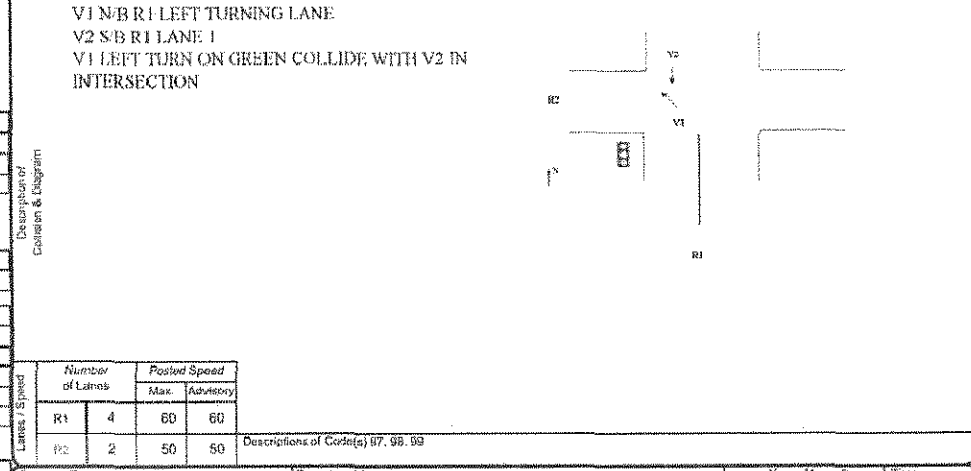 V1 N/B R1 LEFT TURNING LANE
V2 S/B R1 LANE 1
V1 LEFT TURN ON GREEN COLLIDE WITH V2 IN
INTERSECTION
V2
R2
V1
N
R1
Description of
Collision & Diagram
Lanes / Speed
Number
of Lanes
Posted Speed
Max. Advisory
R1 4 60 60
R2 2 50 50
Descriptions of Code(s) 97, 98, 99